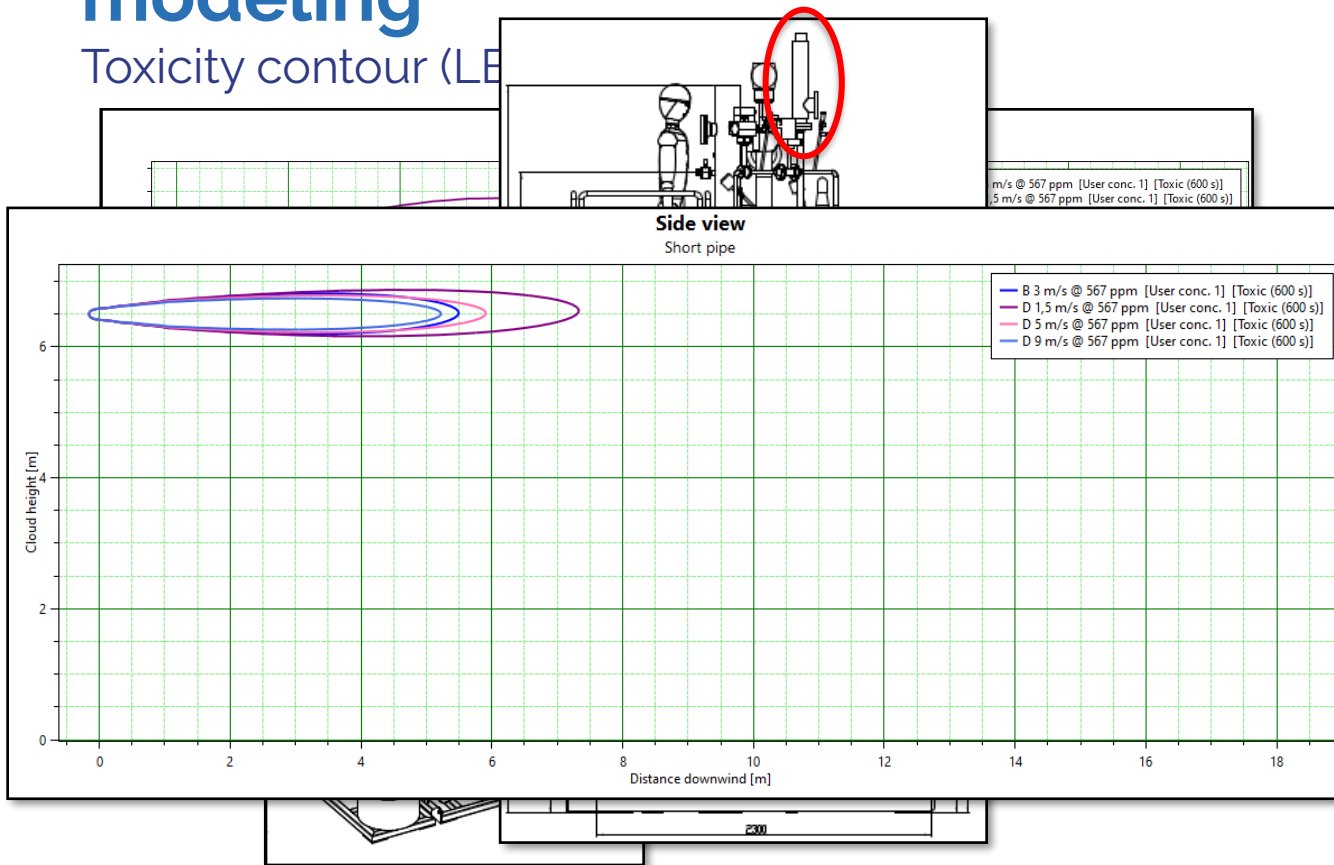 modeling
Toxicity contour (LE
m/s @ 567 ppm [User conc. 1] [Toxic (600 s)]
,5 m/s @ 567 ppm [User conc. 1] [Toxic (600 s)]
Side view
Short pipe
B 3 m/s @ 567 ppm [User conc. 1] [Toxic (600 s)]
D 1,5 m/s @ 567 ppm [User conc. 1] [Toxic (600 s)]
D 5 m/s @ 567 ppm [User conc. 1] [Toxic (600 s)]
D 9 m/s @ 567 ppm [User conc. 1] [Toxic (600 s)]
6
4
2
0
Cloud height [m]
0 2 4 6 8 10 12 14 16 18
Distance downwind [m]
2300